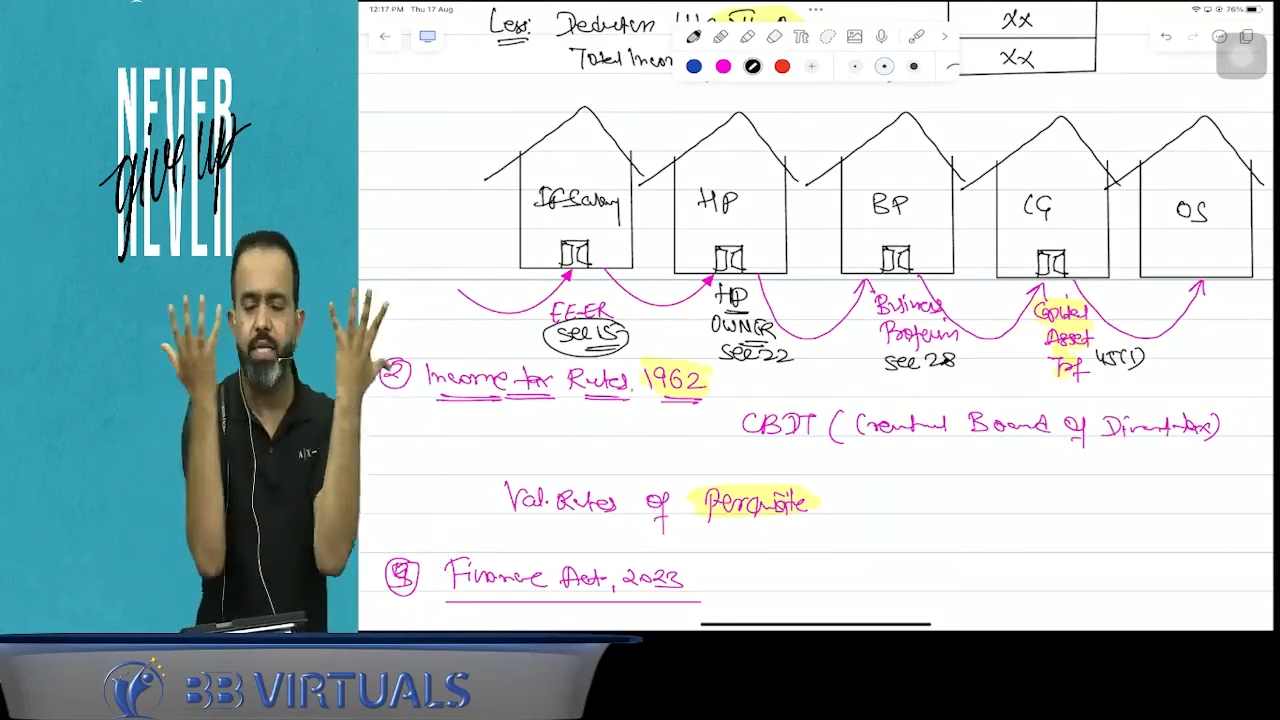 12:17 PM Thu 17 Aug
76%
Less: Deduction
XX
Total Incom
XX
NEVER
give up
NEVER
IF Salary
HP
BP
CG
OS
EE-ER
sec 15
HP
OWNER
sec 22
Business
Profession
sec 28
Capital
Asset
Trf 45(1)
② Income tax Rules. 1962
CBDT (Central Board of Direct tax)
Val. Rules of Perquisite
Finance Act, 2023
A|X
BB VIRTUALS